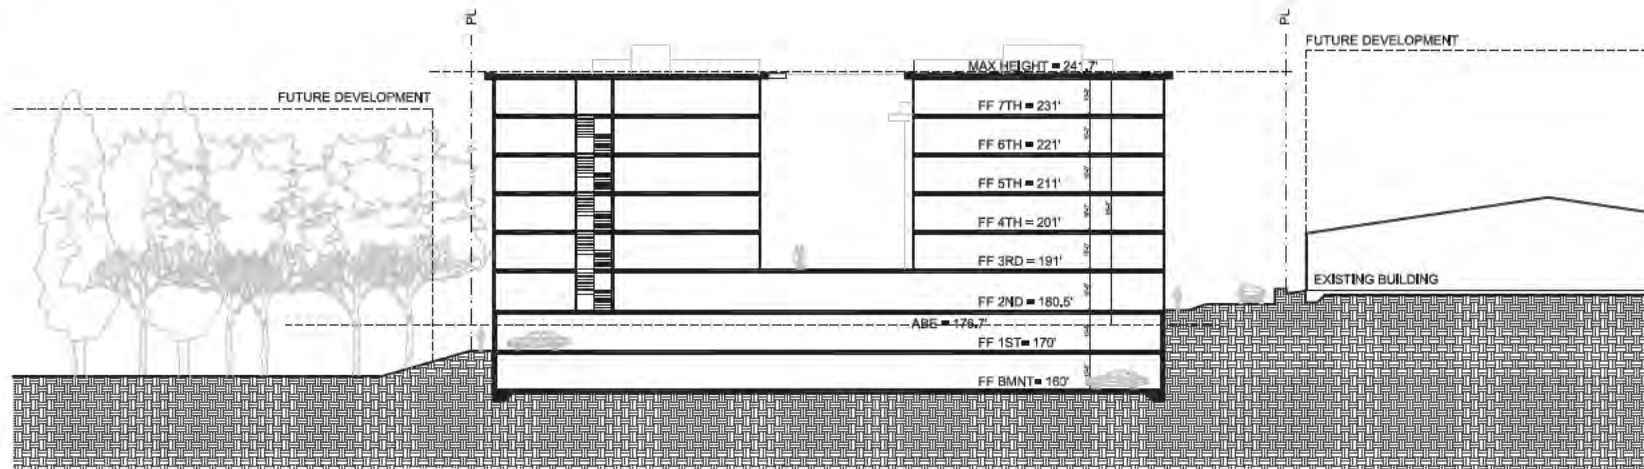 PL
PL
FUTURE DEVELOPMENT
MAX HEIGHT = 241.7'
FUTURE DEVELOPMENT
FF 7TH = 231'
FF 6TH = 221'
FF 5TH = 211'
FF 4TH = 201'
FF 3RD = 191'
EXISTING BUILDING
FF 2ND = 180.5'
ABE = 176.7'
FF 1ST= 170'
FF BMNT= 160'